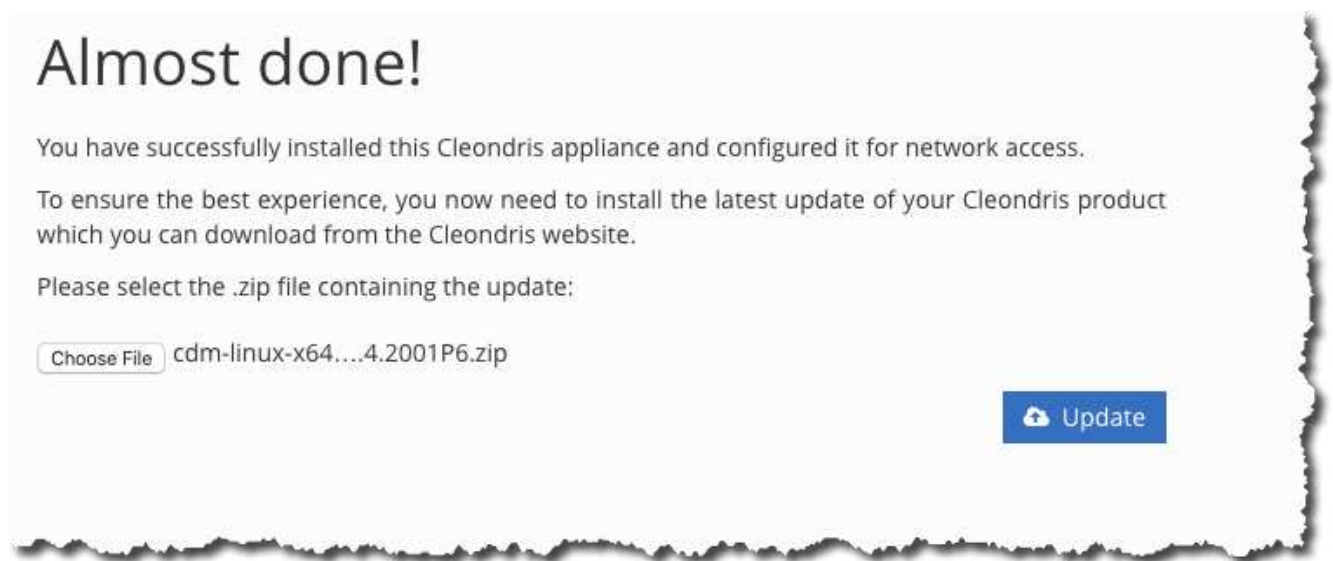 Almost done!
You have successfully installed this Cleondris appliance and configured it for network access.
To ensure the best experience, you now need to install the latest update of your Cleondris product
which you can download from the Cleondris website.
Please select the .zip file containing the update:
Choose File cdm-linux-x64....4.2001P6.zip
Update